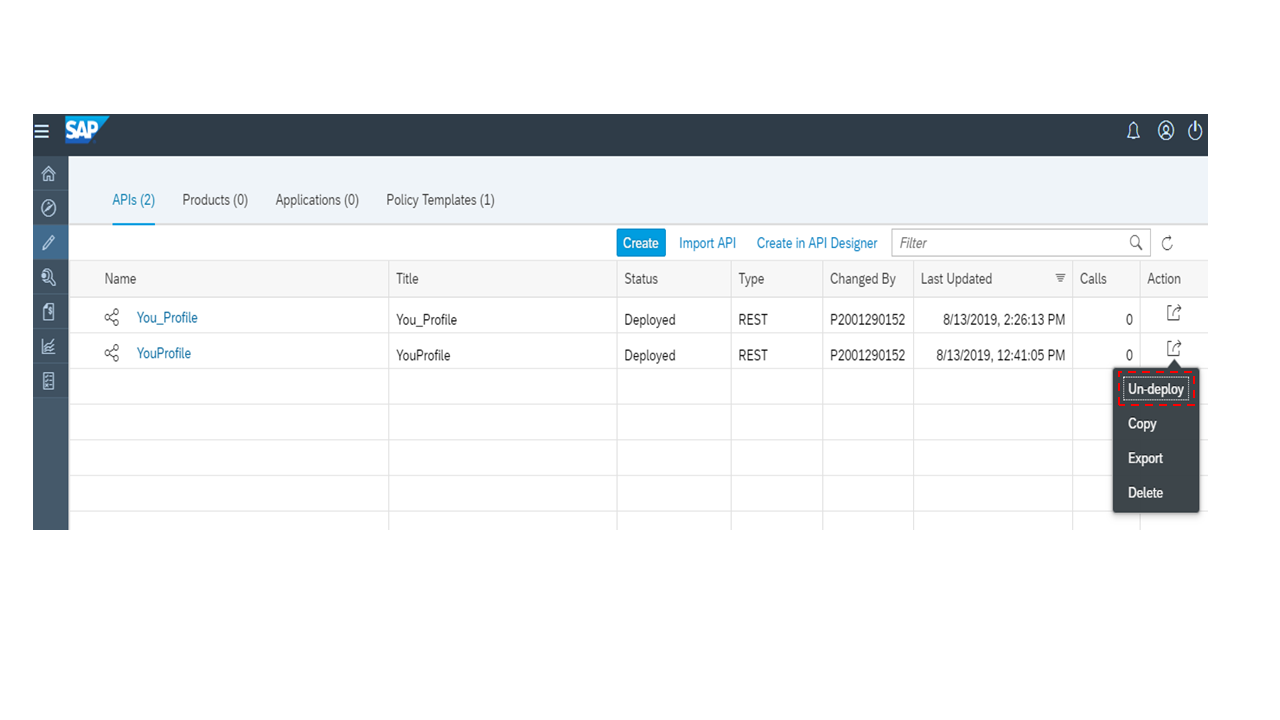 SAP
APIs (2) Products (0) Applications (0) Policy Templates (1)
Create Import API Create in API Designer Filter
Name Title Status Type Changed By Last Updated Calls Action
You_Profile You_Profile Deployed REST P2001290152 8/13/2019, 2:26:13 PM 0
YouProfile YouProfile Deployed REST P2001290152 8/13/2019, 12:41:05 PM 0
Un-deploy
Copy
Export
Delete